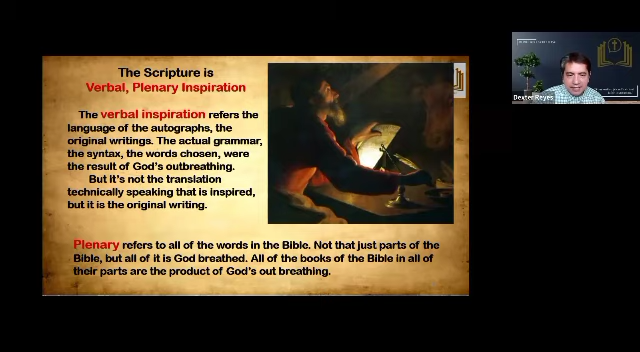 The Scripture is
Verbal, Plenary Inspiration
The verbal inspiration refers the
language of the autographs, the
original writings. The actual grammar,
the syntax, the words chosen, were
the result of God's outbreathing.
But it's not the translation
technically speaking that is inspired,
but it is the original writing.
Plenary refers to all of the words in the Bible. Not that just parts of the
Bible, but all of it is God breathed. All of the books of the Bible in all of
their parts are the product of God's out breathing.
Dexter Reyes